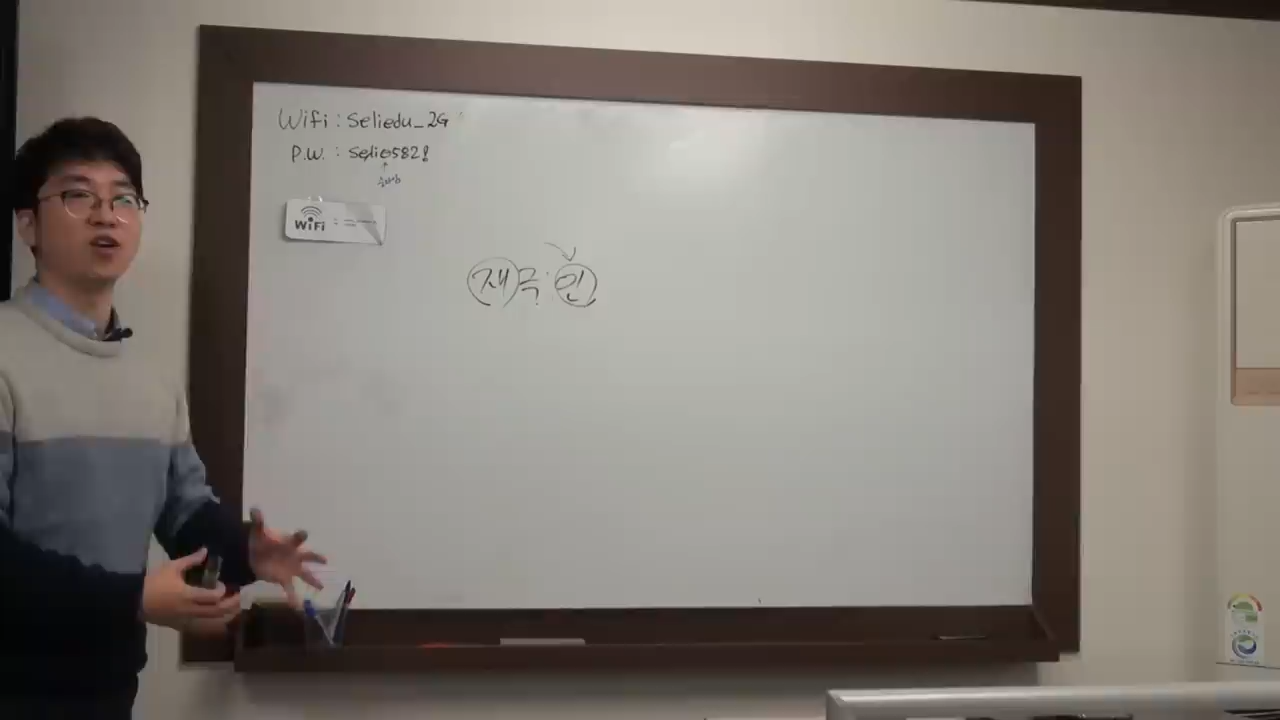 Wifi : Seliedu_2G
P.W. : Selie582!
WiFi :
재극인